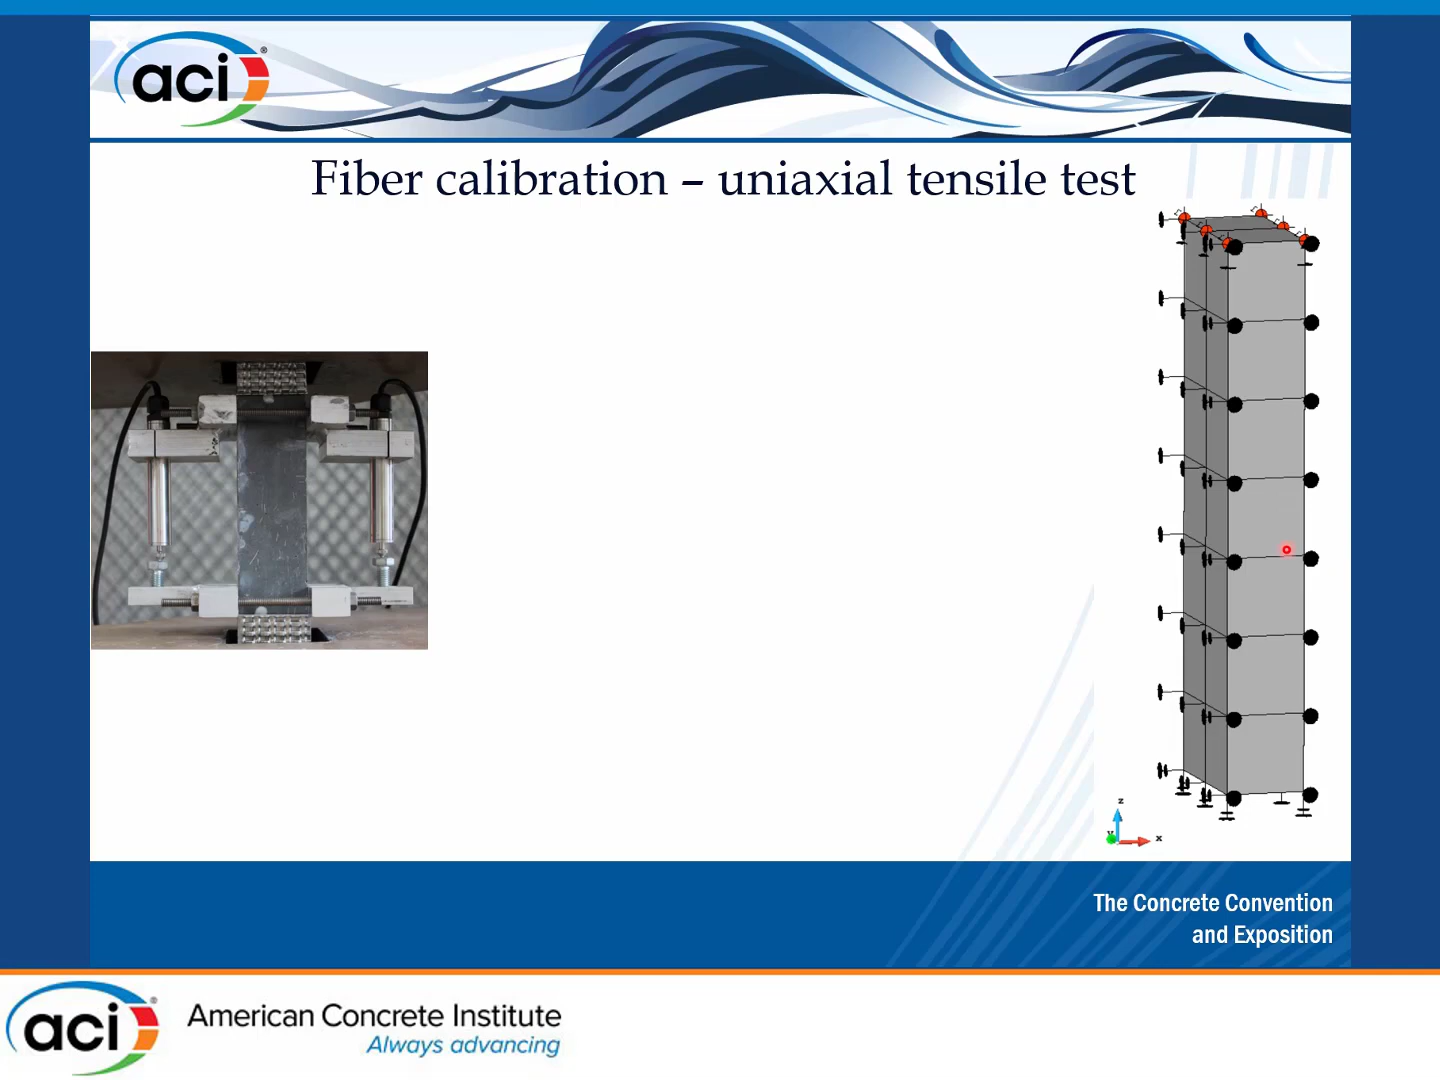 aci®
Fiber calibration – uniaxial tensile test
z
y
x
The Concrete Convention
and Exposition
aci®
American Concrete Institute
Always advancing